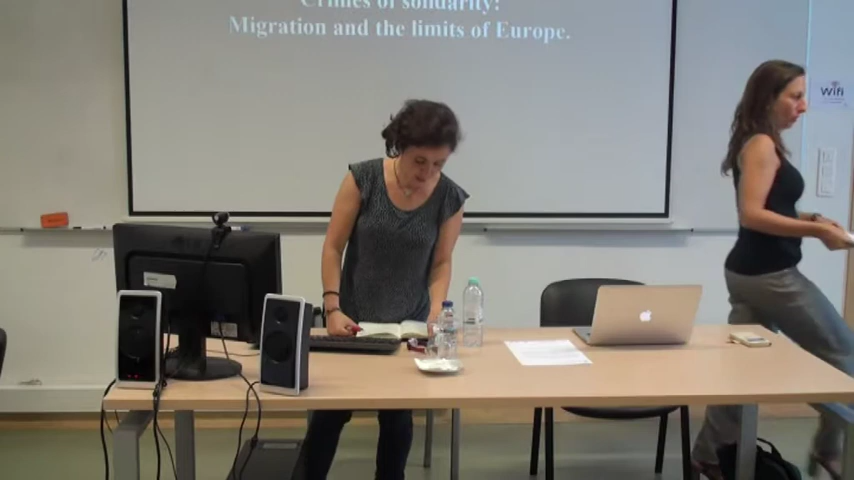 Crimes of solidarity:
Migration and the limits of Europe.
wifi